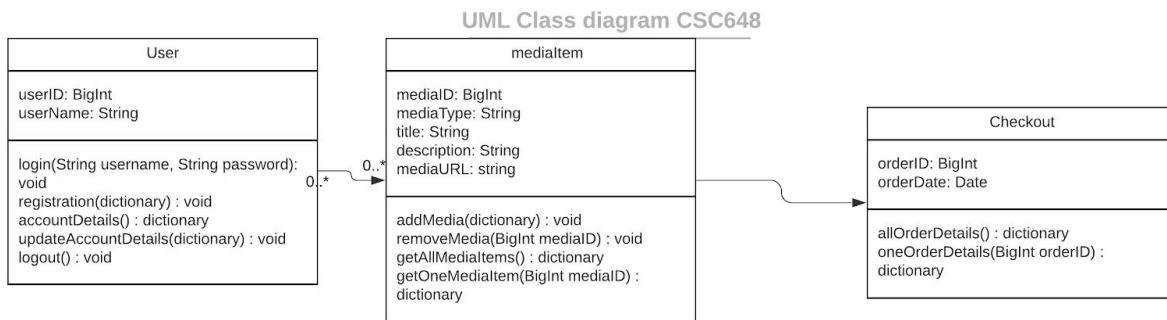 UML Class diagram CSC648
User
userID: BigInt
userName: String
login(String username, String password):
void
registration(dictionary) : void
accountDetails() : dictionary
updateAccountDetails(dictionary) : void
logout() : void
0..*
0..*
mediaItem
mediaID: BigInt
mediaType: String
title: String
description: String
mediaURL: string
addMedia(dictionary) : void
removeMedia(BigInt mediaID) : void
getAllMediaItems() : dictionary
getOneMediaItem(BigInt mediaID) :
dictionary
Checkout
orderID: BigInt
orderDate: Date
allOrderDetails() : dictionary
oneOrderDetails(BigInt orderID) :
dictionary